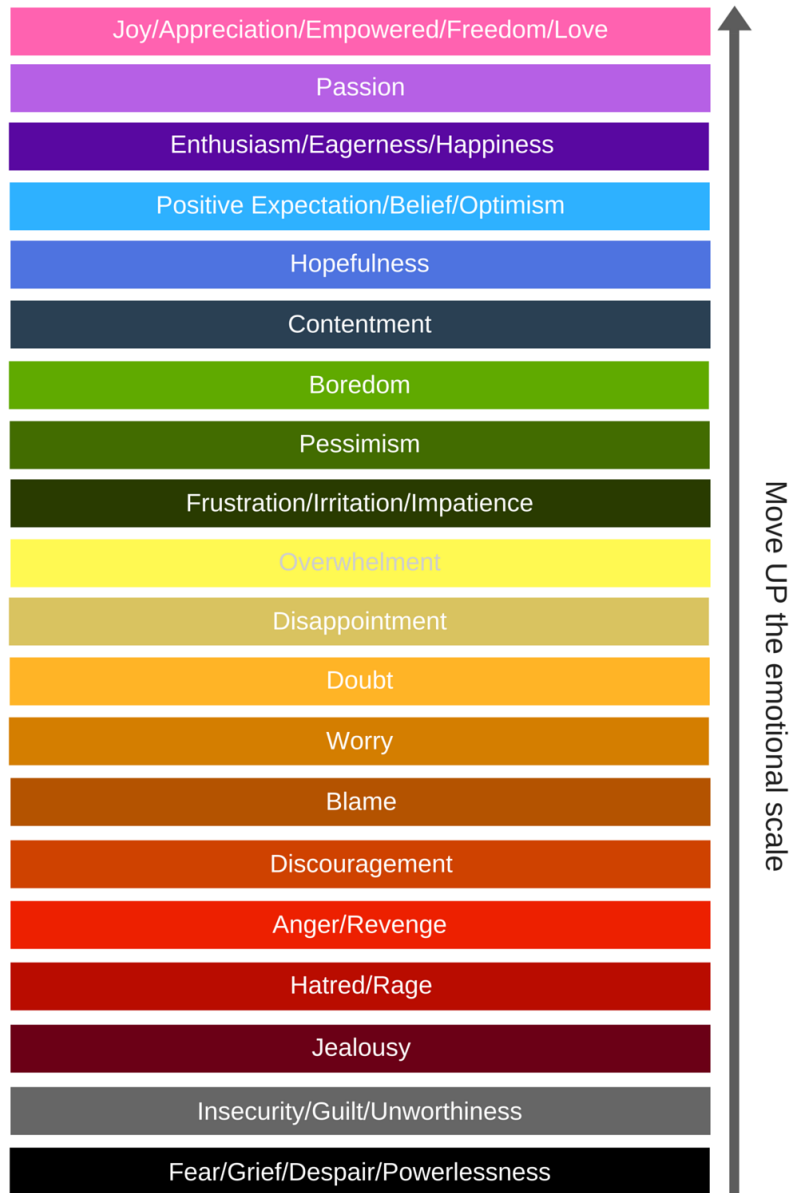 Joy/Appreciation/Empowered/Freedom/Love
Passion
Enthusiasm/Eagerness/Happiness
Positive Expectation/Belief/Optimism
Hopefulness
Contentment
Boredom
Pessimism
Frustration/Irritation/Impatience
Overwhelment
Disappointment
Doubt
Worry
Blame
Discouragement
Anger/Revenge
Hatred/Rage
Jealousy
Insecurity/Guilt/Unworthiness
Fear/Grief/Despair/Powerlessness
Move UP the emotional scale